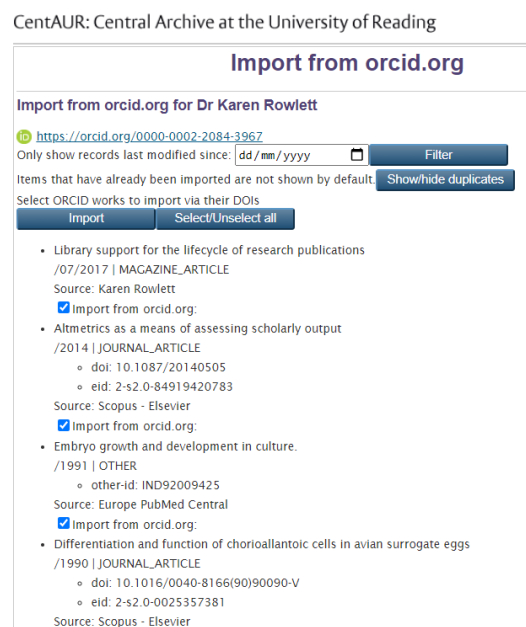 CentAUR: Central Archive at the University of Reading
Import from orcid.org
Import from orcid.org for Dr Karen Rowlett
iD https://orcid.org/0000-0002-2084-3967
Only show records last modified since: dd/mm/yyyy Filter
Items that have already been imported are not shown by default. Show/hide duplicates
Select ORCID works to import via their DOIs
Import Select/Unselect all
• Library support for the lifecycle of research publications
/07/2017 | MAGAZINE_ARTICLE
Source: Karen Rowlett
Import from orcid.org:
• Altmetrics as a means of assessing scholarly output
/2014 | JOURNAL_ARTICLE
◦ doi: 10.1087/20140505
◦ eid: 2-s2.0-84919420783
Source: Scopus - Elsevier
Import from orcid.org:
• Embryo growth and development in culture.
/1991 | OTHER
◦ other-id: IND92009425
Source: Europe PubMed Central
Import from orcid.org:
• Differentiation and function of chorioallantoic cells in avian surrogate eggs
/1990 | JOURNAL_ARTICLE
◦ doi: 10.1016/0040-8166(90)90090-V
◦ eid: 2-s2.0-0025357381
Source: Scopus - Elsevier